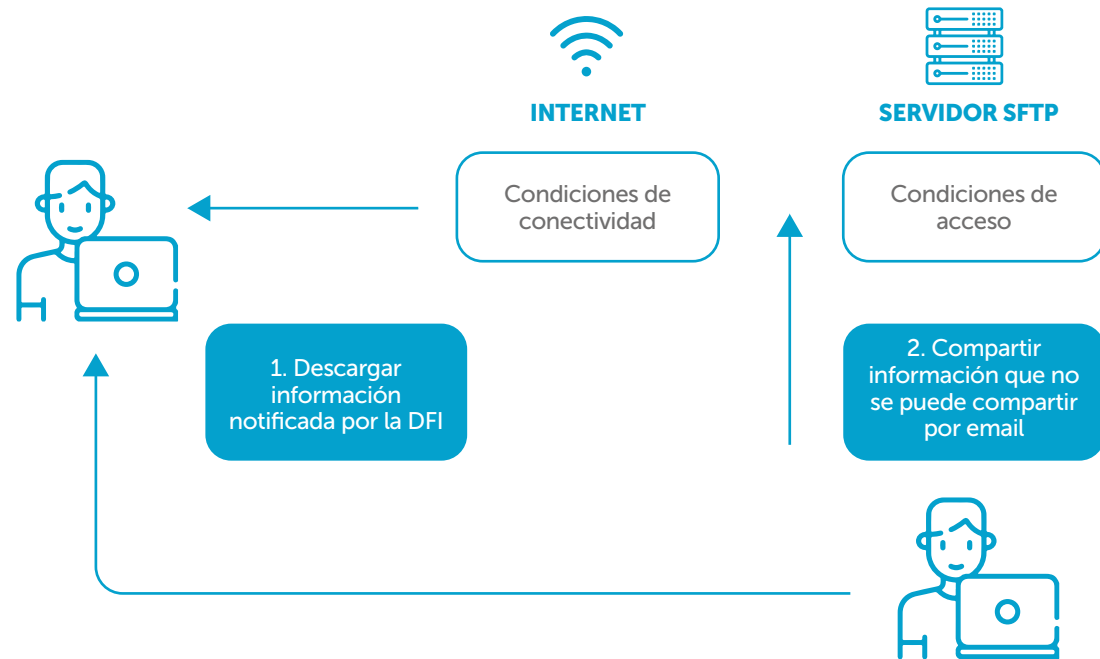 INTERNET
SERVIDOR SFTP
Condiciones de
conectividad
Condiciones de
acceso
1. Descargar
información
notificada por la DFI
2. Compartir
información que no
se puede compartir
por email